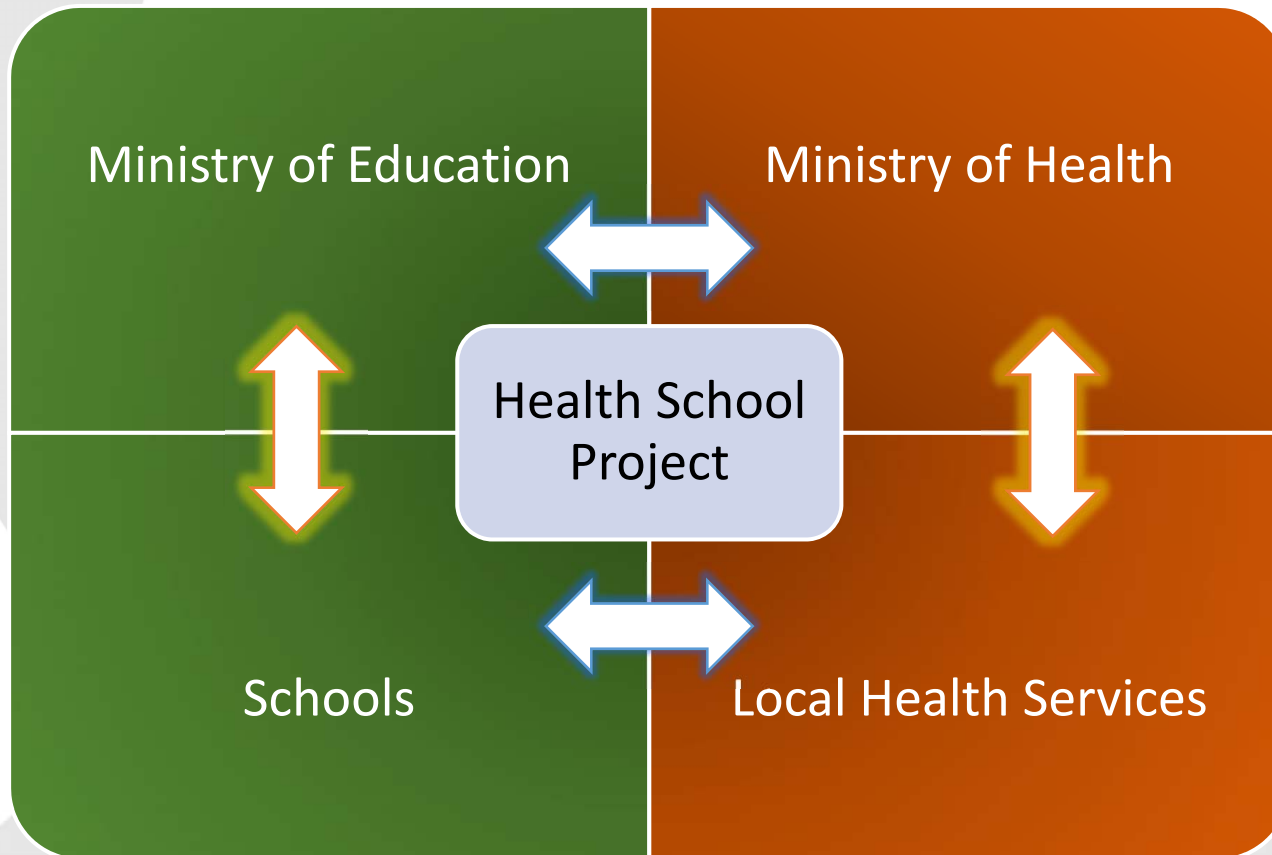 Ministry of Education
Ministry of Health
Health School
Project
Schools
Local Health Services